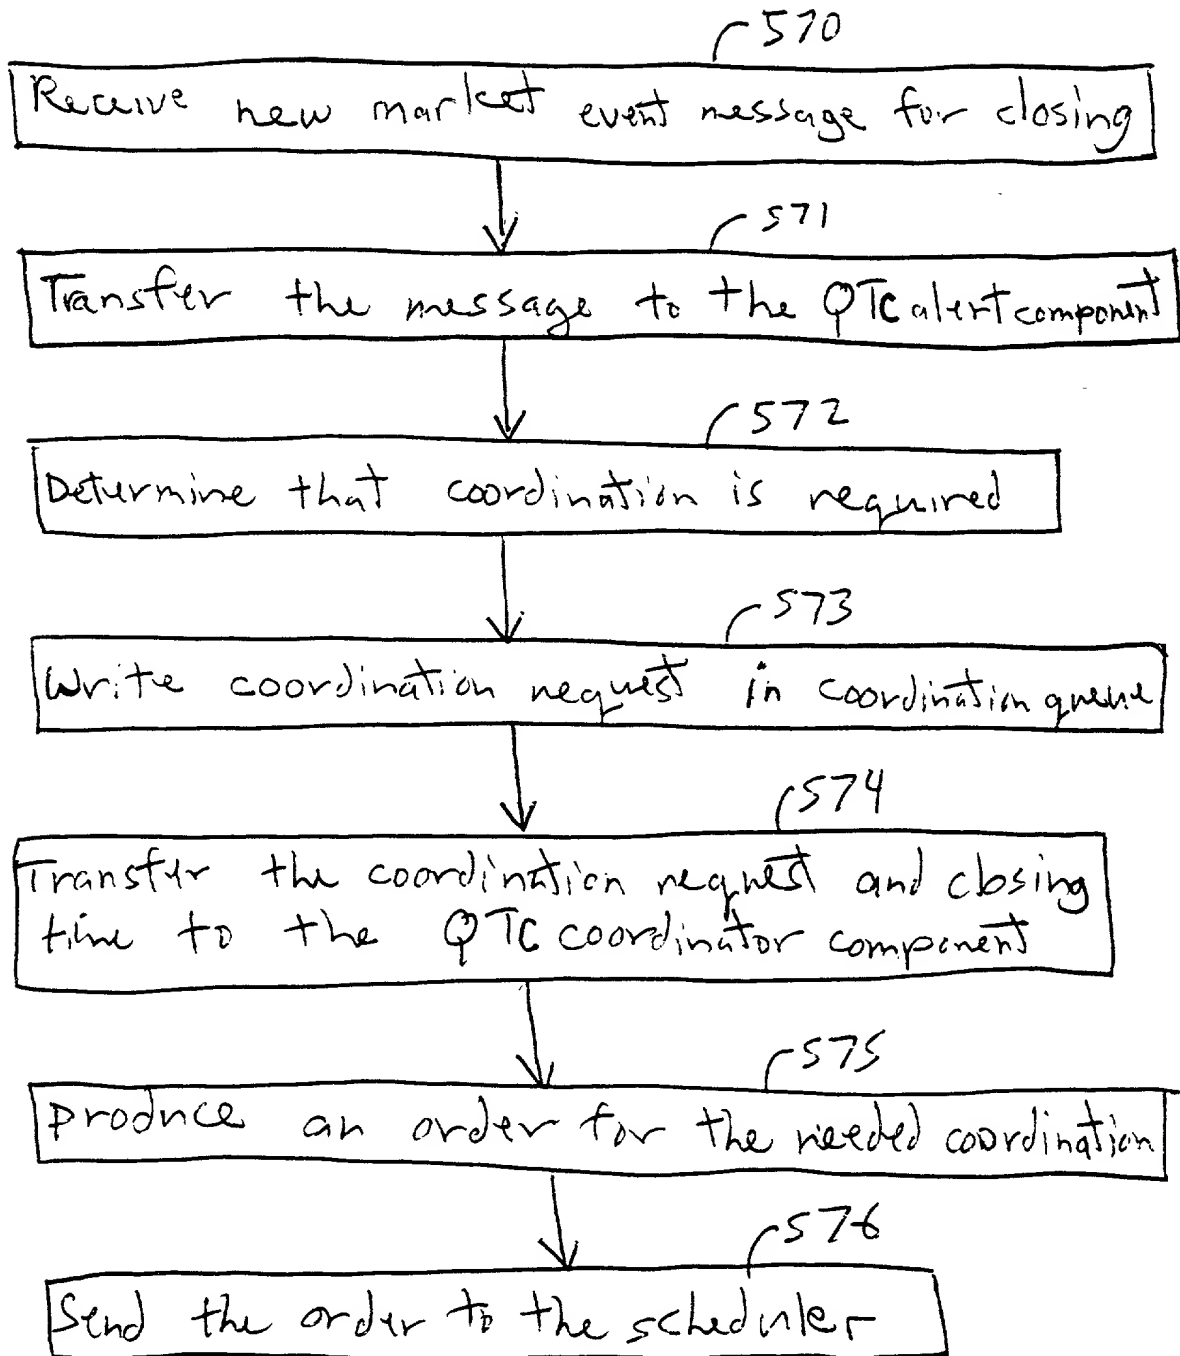 570
Receive new market event message for closing
571
Transfer the message to the QTC alert component
572
Determine that coordination is required
573
Write coordination request in coordination queue
574
Transfer the coordination request and closing
time to the QTC coordinator component
575
Produce an order for the needed coordination
576
Send the order to the scheduler